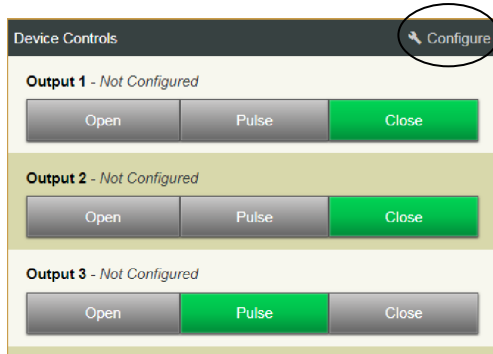 Device Controls Configure
Output 1 - Not Configured
Open Pulse Close
Output 2 - Not Configured
Open Pulse Close
Output 3 - Not Configured
Open Pulse Close